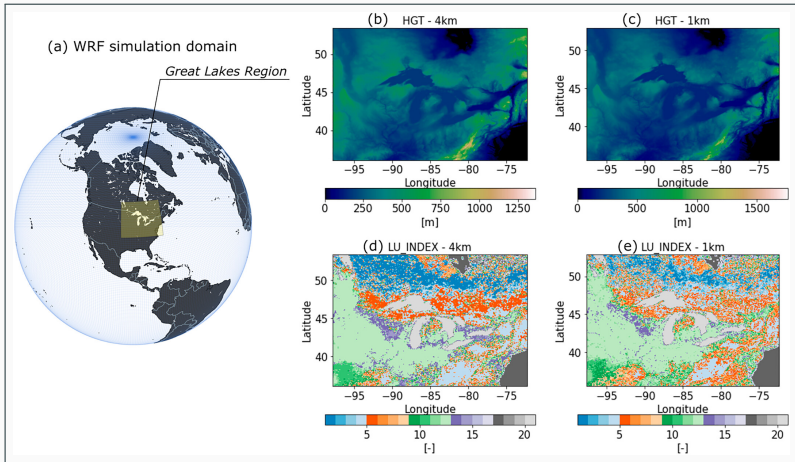 (a) WRF simulation domain
Great Lakes Region
(b) HGT - 4km
Latitude
50
45
40
−95 −90 −85 −80 −75
Longitude
0 250 500 750 1000 1250
[m]
(c) HGT - 1km
Latitude
50
45
40
−95 −90 −85 −80 −75
Longitude
0 500 1000 1500
[m]
(d) LU_INDEX - 4km
Latitude
50
45
40
−95 −90 −85 −80 −75
Longitude
5 10 15 20
[-]
(e) LU_INDEX - 1km
Latitude
50
45
40
−95 −90 −85 −80 −75
Longitude
5 10 15 20
[-]